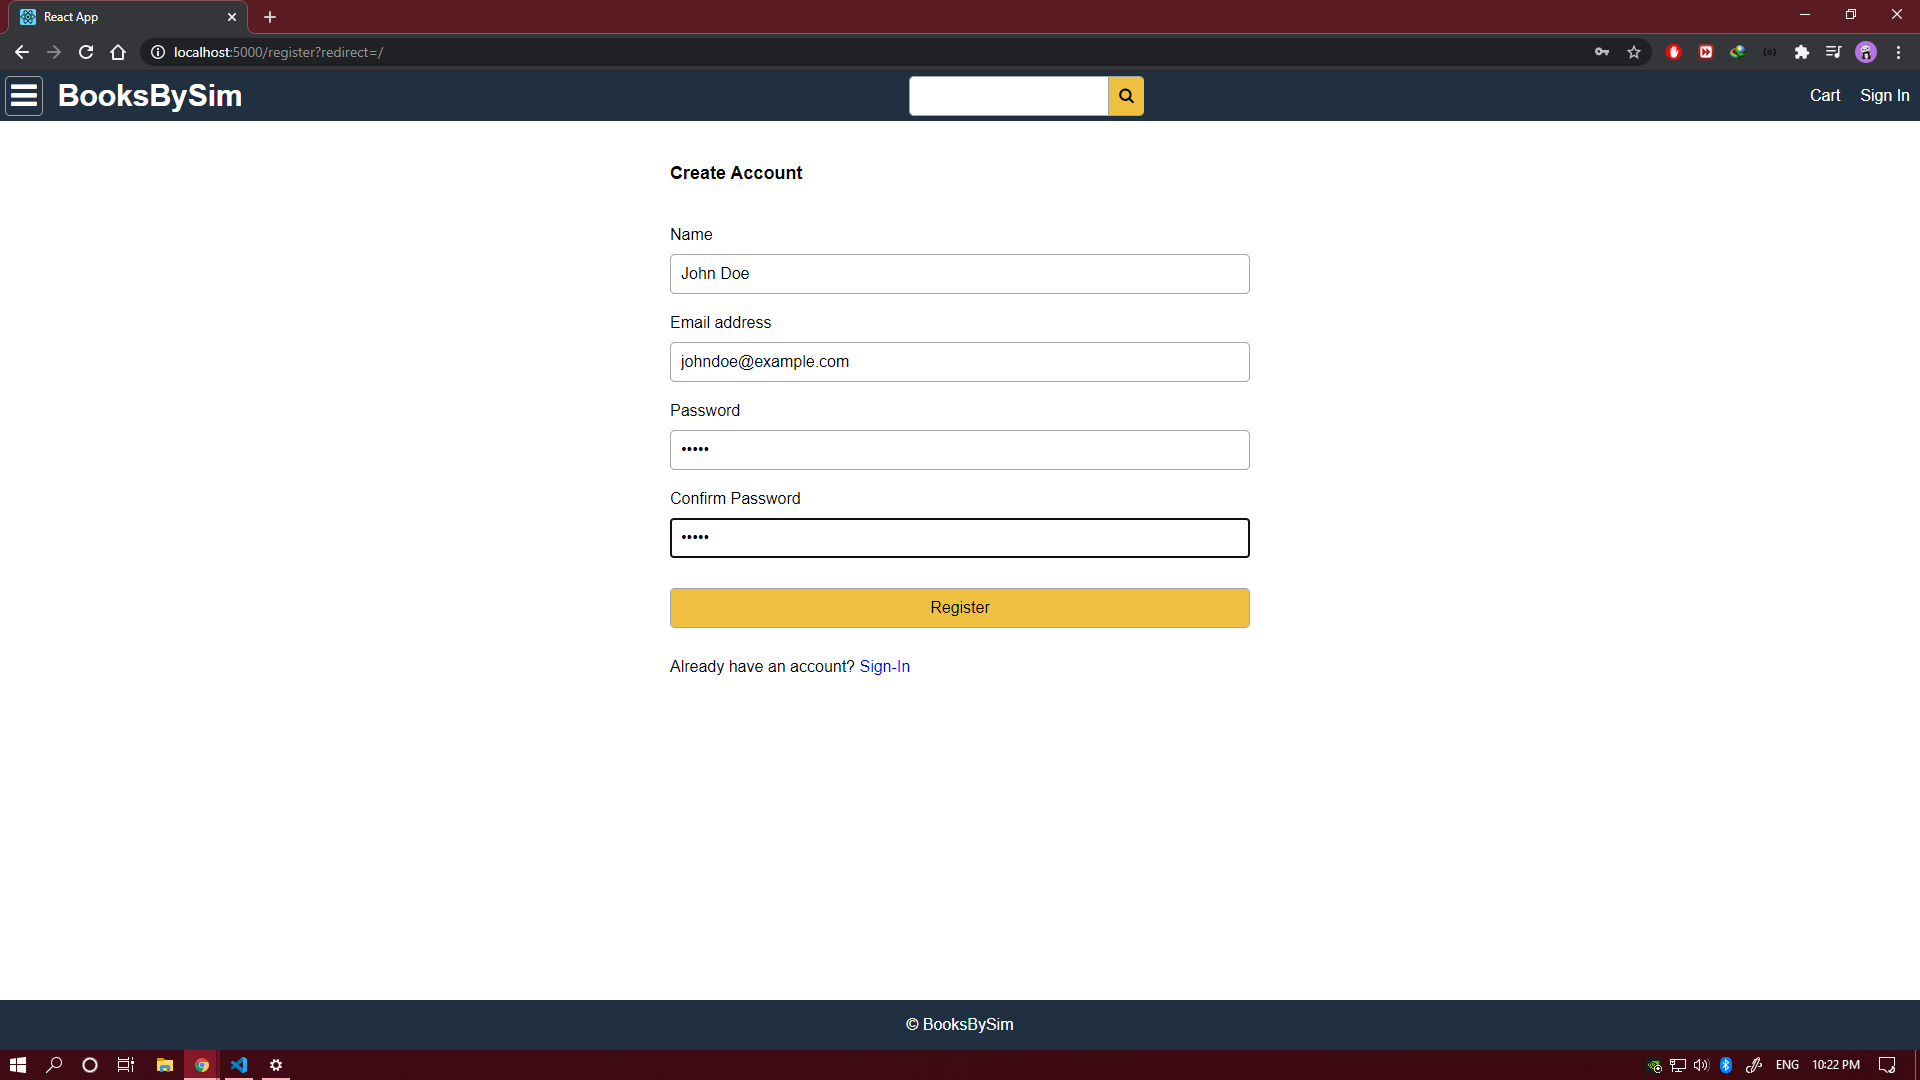 React App
localhost:5000/register?redirect=/
BooksBySim
Cart
Sign In
Create Account
Name
John Doe
Email address
johndoe@example.com
Password
•••••
Confirm Password
•••••
Register
Already have an account? Sign-In
© BooksBySim
ENG
10:22 PM